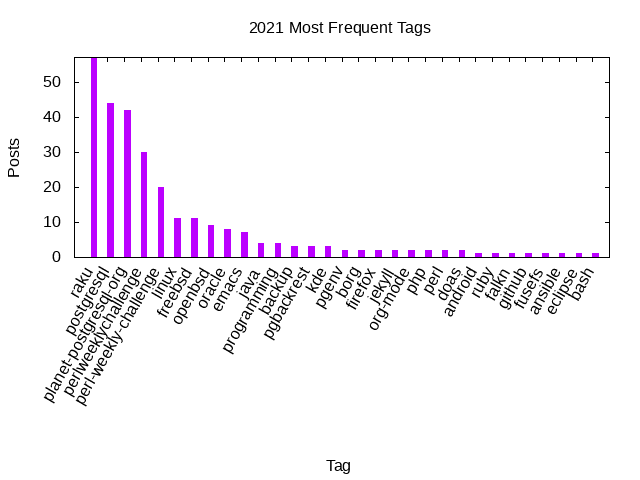 2021 Most Frequent Tags
Posts
50
40
30
20
10
0
raku
postgresql
planet-postgresql-org
perlweeklychallenge
perl-weekly-challenge
linux
freebsd
openbsd
oracle
emacs
java
programming
backup
pgbackrest
kde
pgenv
borg
firefox
jekyll
org-mode
php
perl
doas
android
ruby
falkn
github
fusefs
ansible
eclipse
bash
Tag